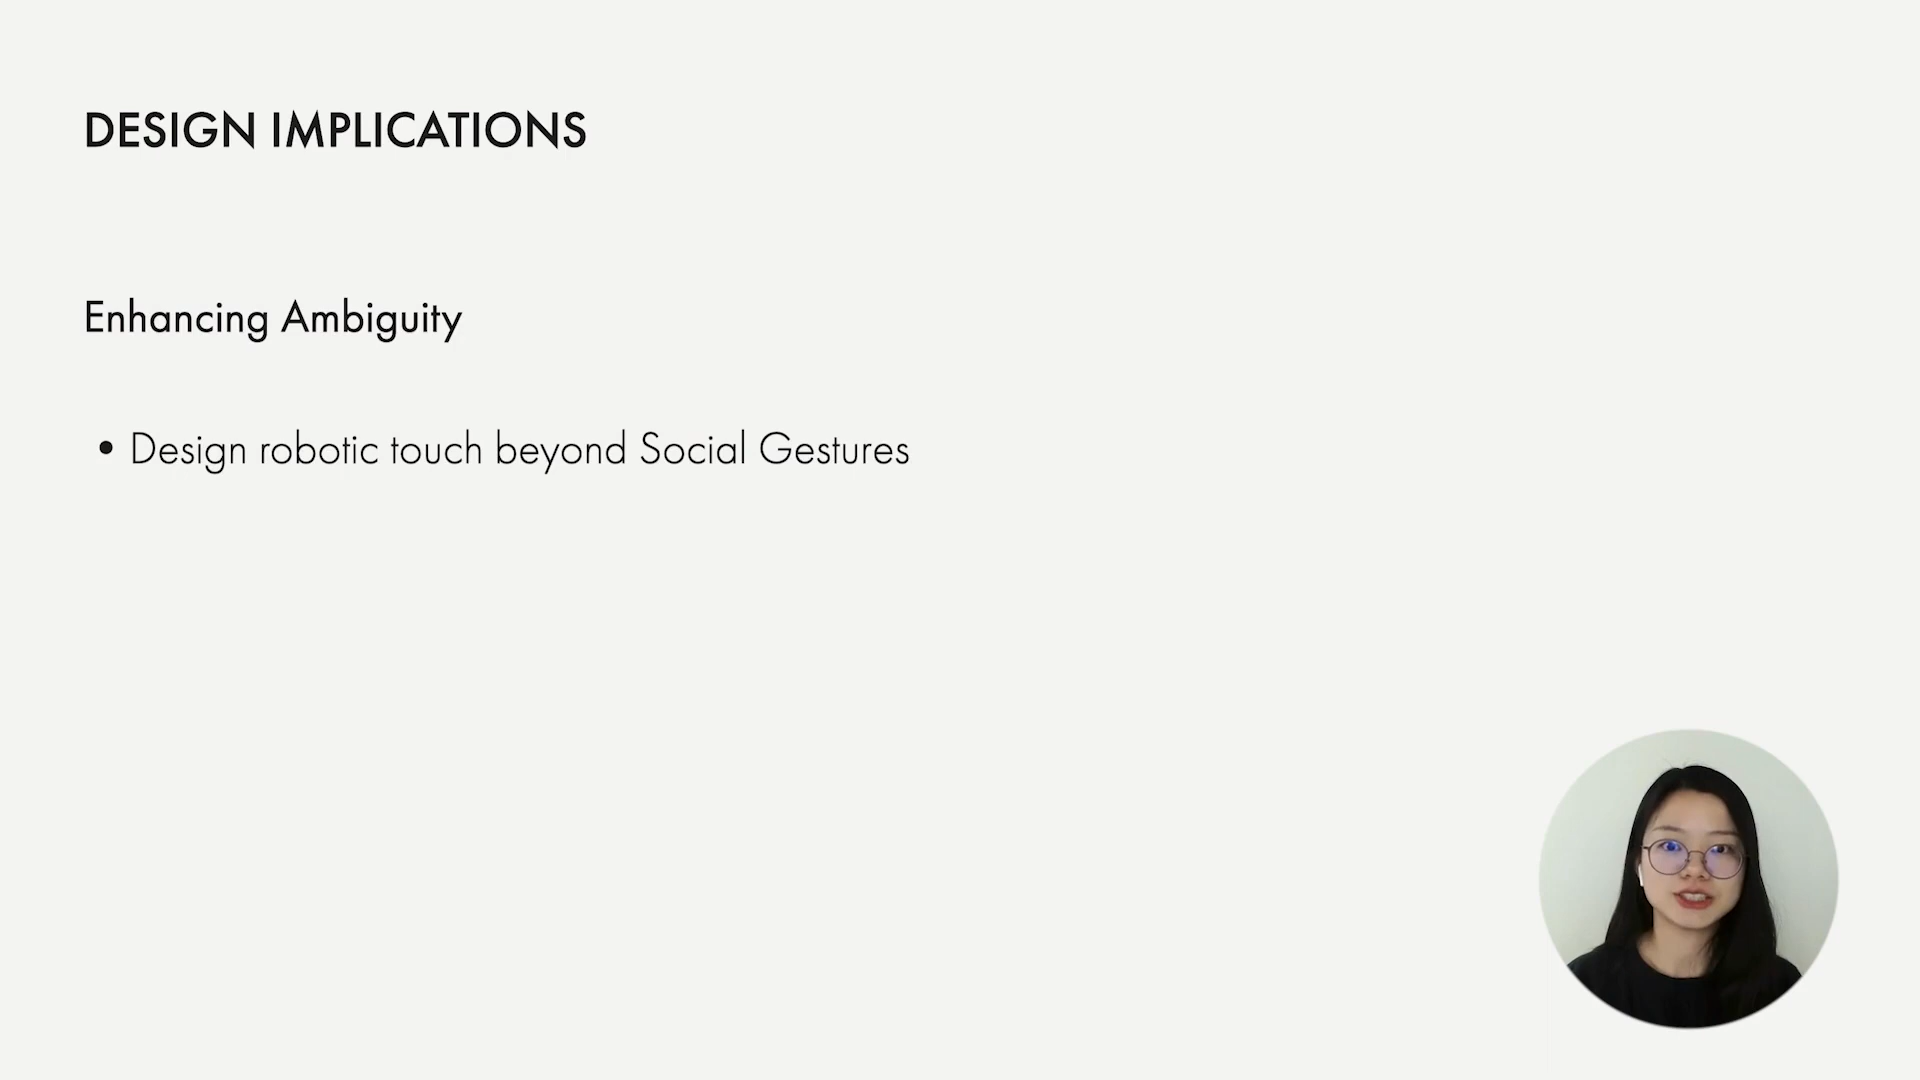 DESIGN IMPLICATIONS
Enhancing Ambiguity
• Design robotic touch beyond Social Gestures